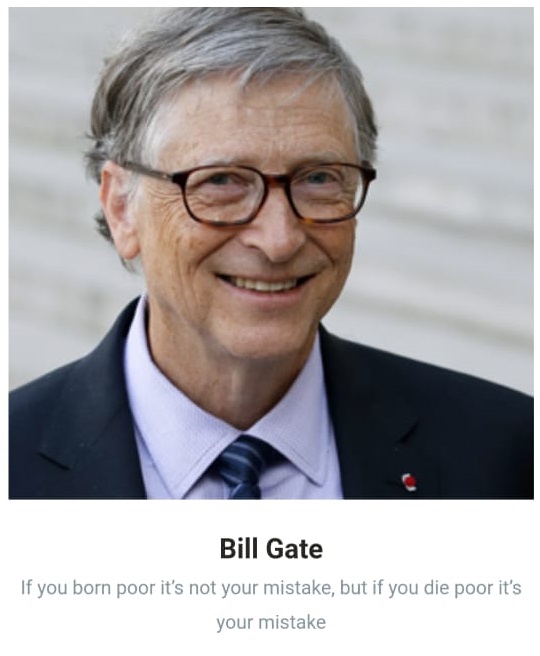 Bill Gate
If you born poor it’s not your mistake, but if you die poor it’s
your mistake